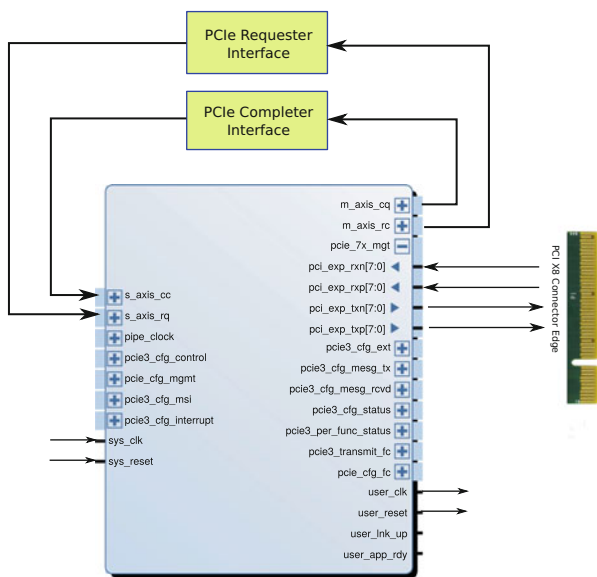 PCIe Requester
Interface
PCIe Completer
Interface
m_axis_cq
m_axis_rc
pcie_7x_mgt
pci_exp_rxn[7:0]
pci_exp_rxp[7:0]
pci_exp_txn[7:0]
pci_exp_txp[7:0]
pcie3_cfg_ext
pcie3_cfg_mesg_tx
pcie3_cfg_mesg_rcvd
pcie3_cfg_status
pcie3_per_func_status
pcie3_transmit_fc
pcie_cfg_fc
user_clk
user_reset
user_lnk_up
user_app_rdy
s_axis_cc
s_axis_rq
pipe_clock
pcie3_cfg_control
pcie_cfg_mgmt
pcie3_cfg_msi
pcie3_cfg_interrupt
sys_clk
sys_reset
PCI X8 Connector Edge